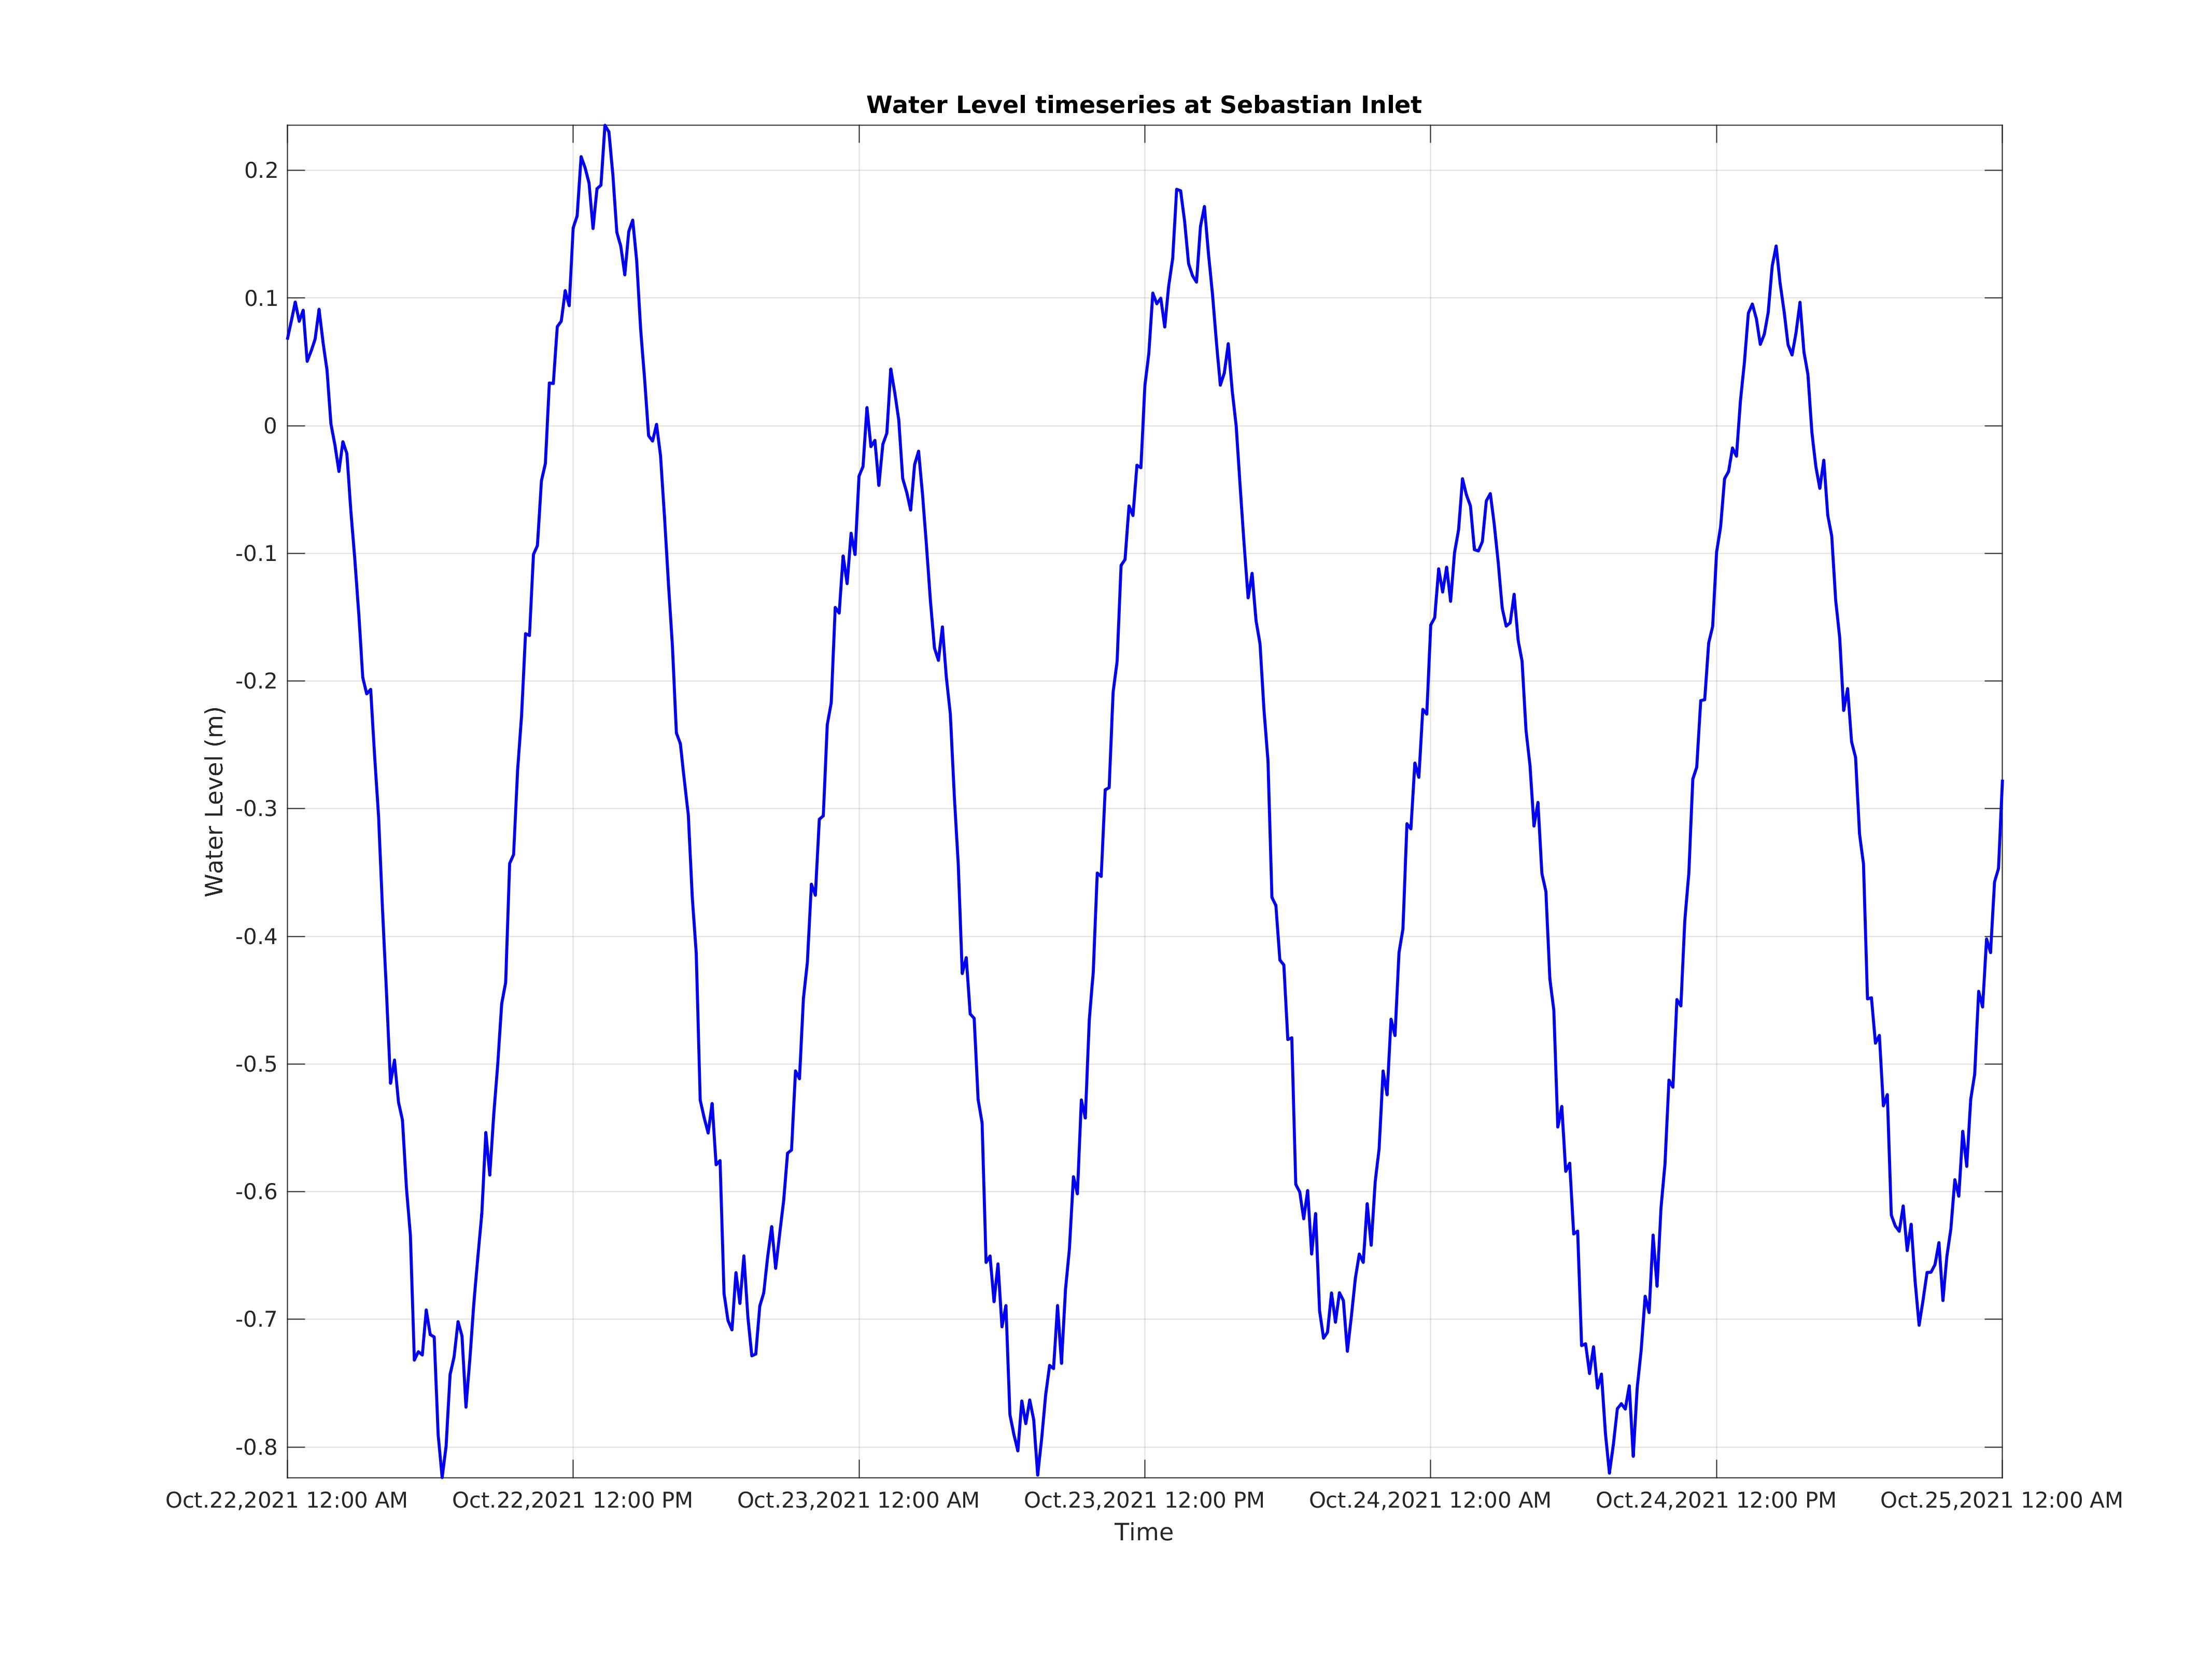 Water Level timeseries at Sebastian Inlet
0.2
0.1
0
-0.1
-0.2
-0.3
-0.4
-0.5
-0.6
-0.7
-0.8
Water Level (m)
Oct.22,2021 12:00 AM Oct.22,2021 12:00 PM Oct.23,2021 12:00 AM Oct.23,2021 12:00 PM Oct.24,2021 12:00 AM Oct.24,2021 12:00 PM Oct.25,2021 12:00 AM
Time